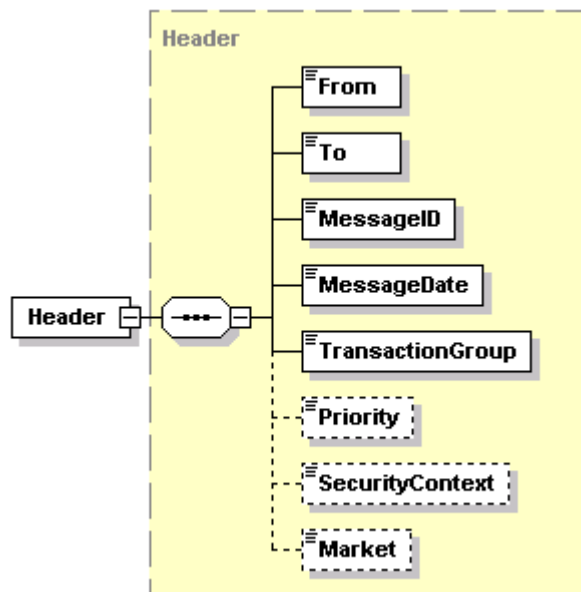 Header
From
To
MessageID
MessageDate
Header
TransactionGroup
Priority
SecurityContext
Market